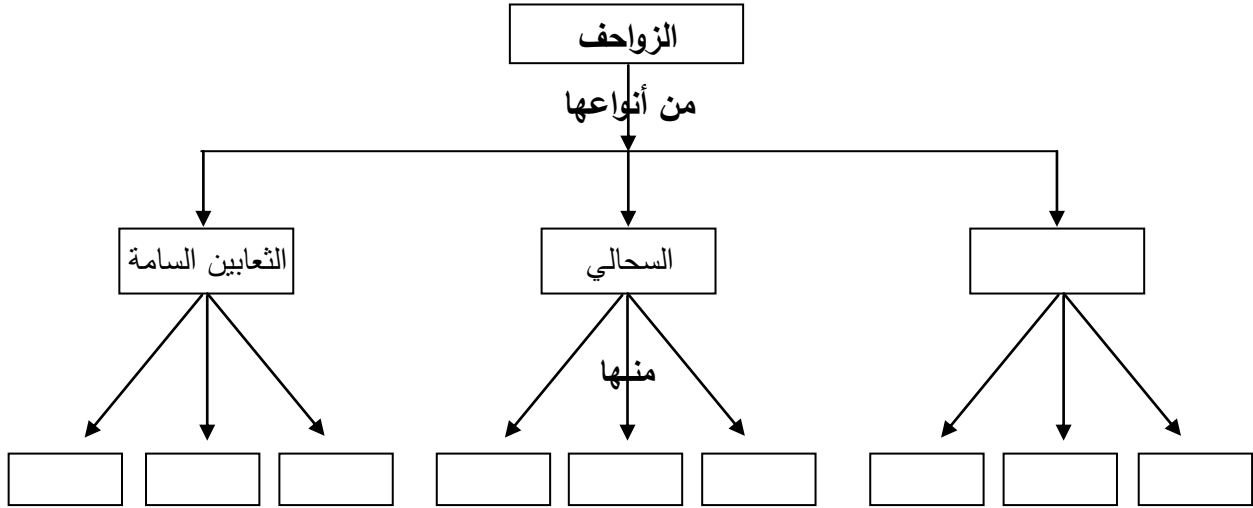 الزواحف
من أنواعها
السحالي
الثعابين السامة
منها